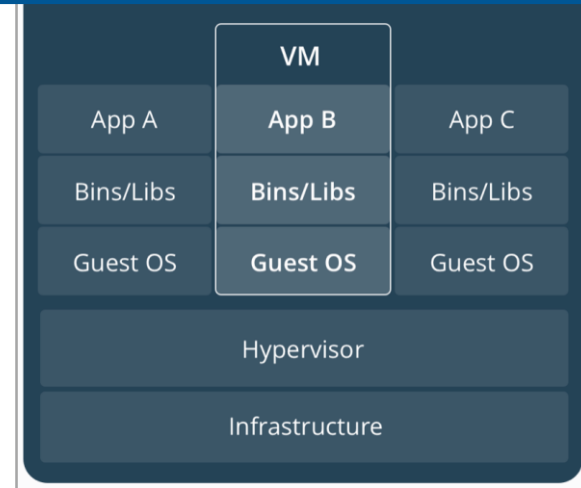 VM
App A App B App C
Bins/Libs Bins/Libs Bins/Libs
Guest OS Guest OS Guest OS
Hypervisor
Infrastructure